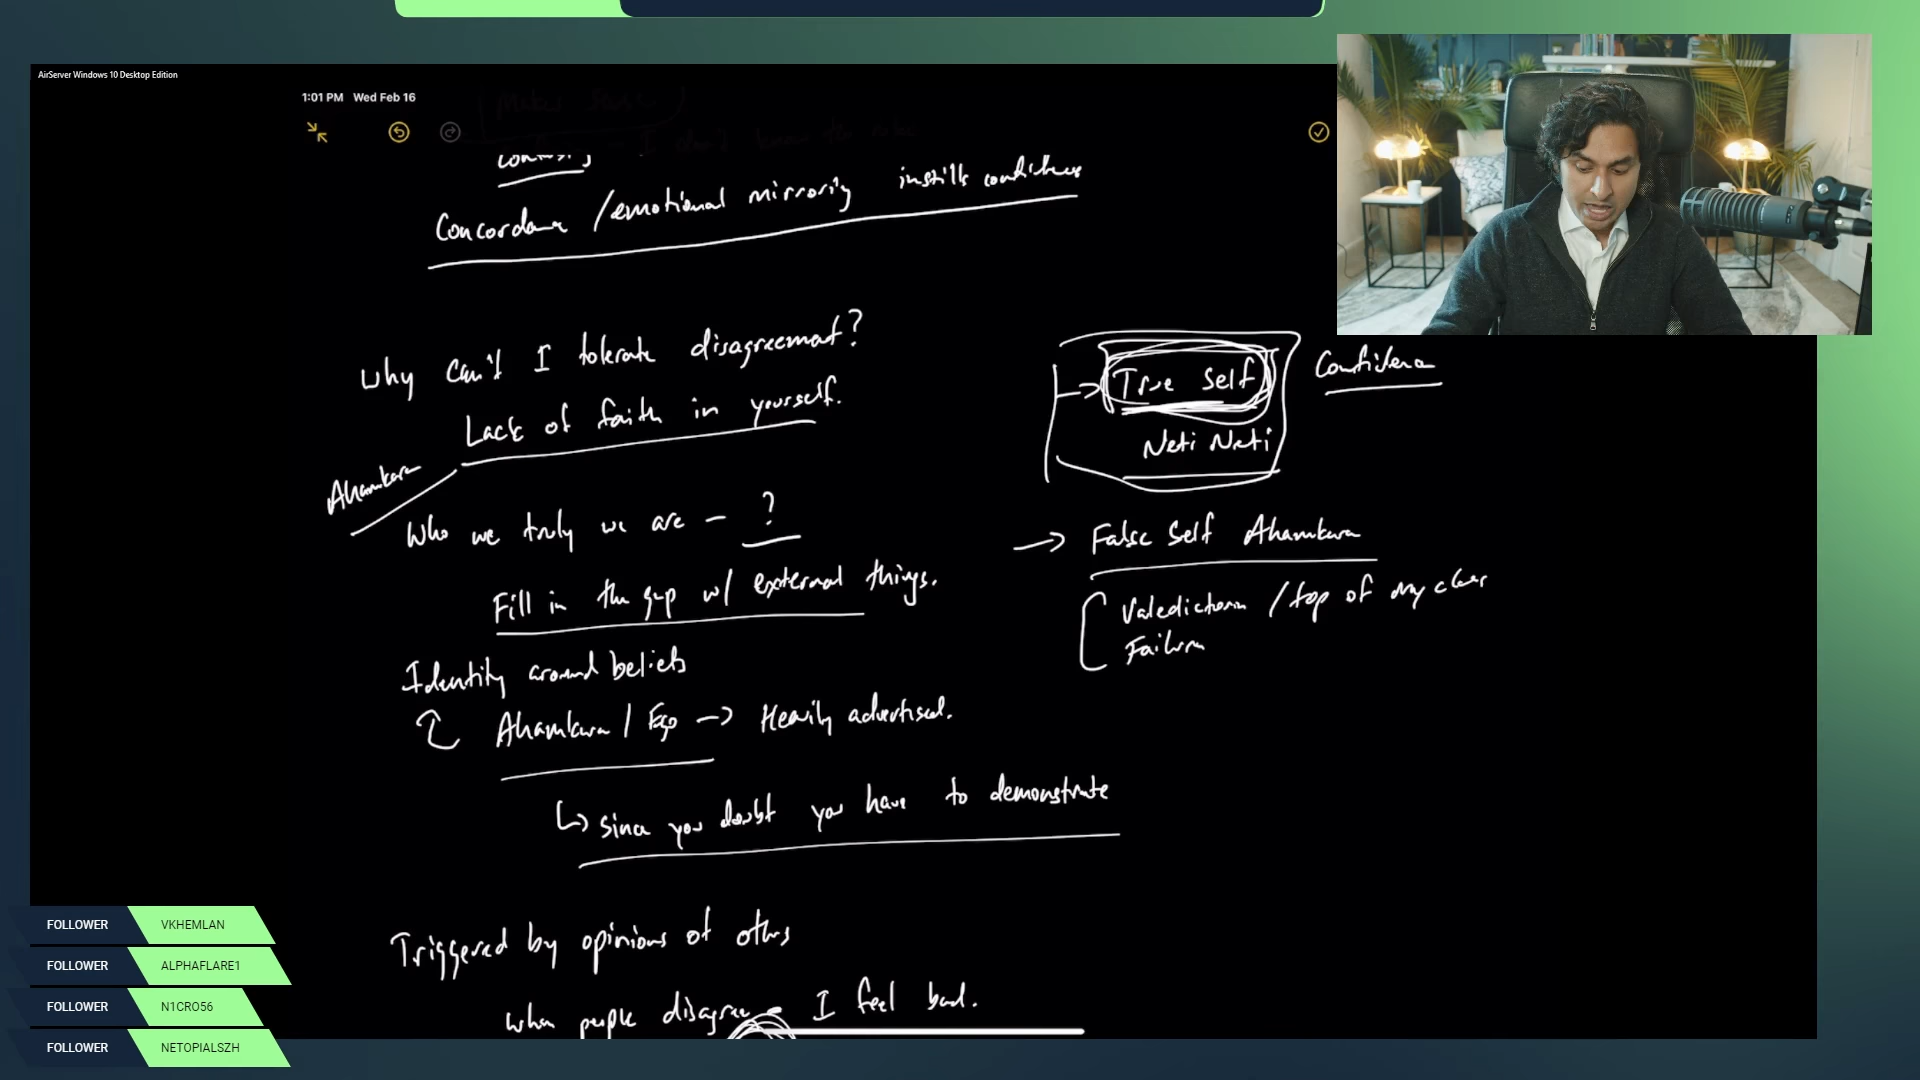 AirServer Windows 10 Desktop Edition
1:01 PM Wed Feb 16
Concordance / emotional mirroring instills confidence
Why can't I tolerate disagreement?
Lack of faith in yourself.
Ahamkara
Who we truly we are - ?
Fill in the gap w/ external things.
Identity around beliefs
Ahamkara / Ego -> Heavily advertised.
Since you doubt you have to demonstrate
Triggered by opinions of others
When people disagree - I feel bad.
True Self
Confidence
Neti Neti
-> False Self Ahamkara
Valedictorian / top of my class
Failure
FOLLOWER VKHEMLAN
FOLLOWER ALPHAFLARE1
FOLLOWER N1CRO56
FOLLOWER NETOPIALSZH